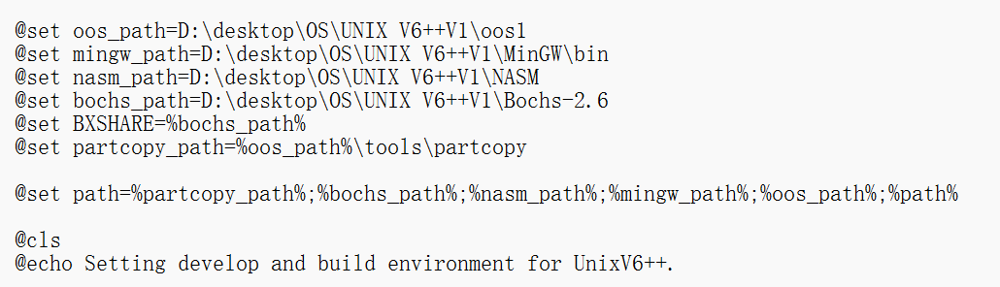 @set oos_path=D:\desktop\OS\UNIX V6++V1\oos1
@set mingw_path=D:\desktop\OS\UNIX V6++V1\MinGW\bin
@set nasm_path=D:\desktop\OS\UNIX V6++V1\NASM
@set bochs_path=D:\desktop\OS\UNIX V6++V1\Bochs-2.6
@set BXSHARE=%bochs_path%
@set partcopy_path=%oos_path%\tools\partcopy
@set path=%partcopy_path%;%bochs_path%;%nasm_path%;%mingw_path%;%oos_path%;%path%
@cls
@echo Setting develop and build environment for UnixV6++.